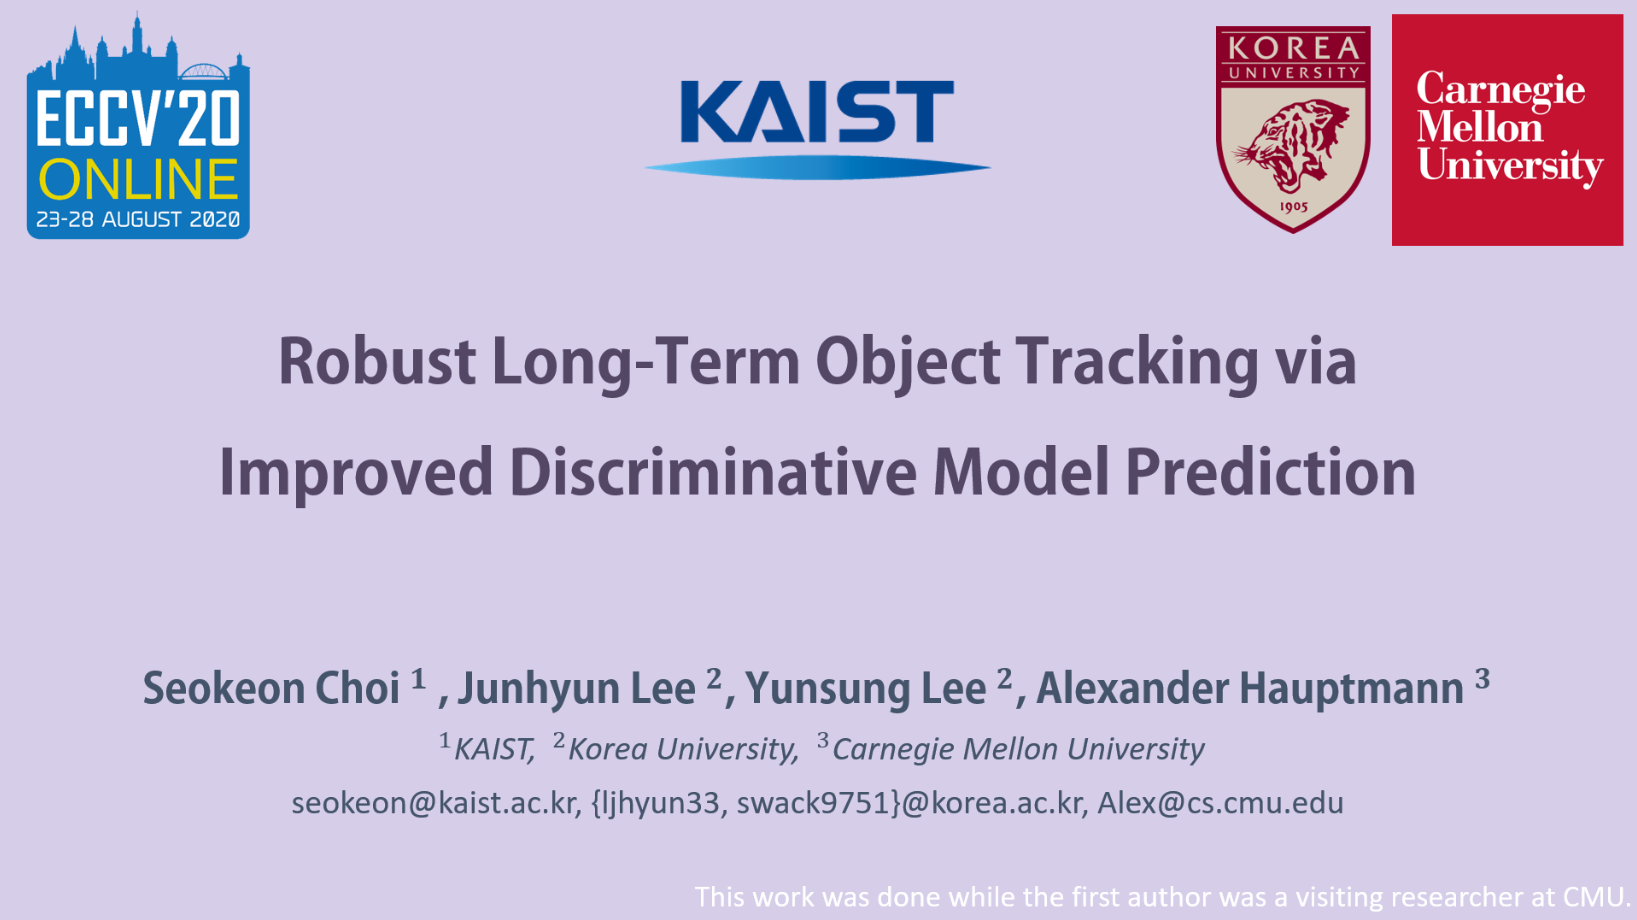 ECCV'20
ONLINE
23-28 AUGUST 2020
KAIST
KOREA
UNIVERSITY
1905
Carnegie
Mellon
University
Robust Long-Term Object Tracking via
Improved Discriminative Model Prediction
Seokeon Choi ¹ , Junhyun Lee ², Yunsung Lee ², Alexander Hauptmann ³
¹KAIST, ²Korea University, ³Carnegie Mellon University
seokeon@kaist.ac.kr, {ljhyun33, swack9751}@korea.ac.kr, Alex@cs.cmu.edu
This work was done while the first author was a visiting researcher at CMU.